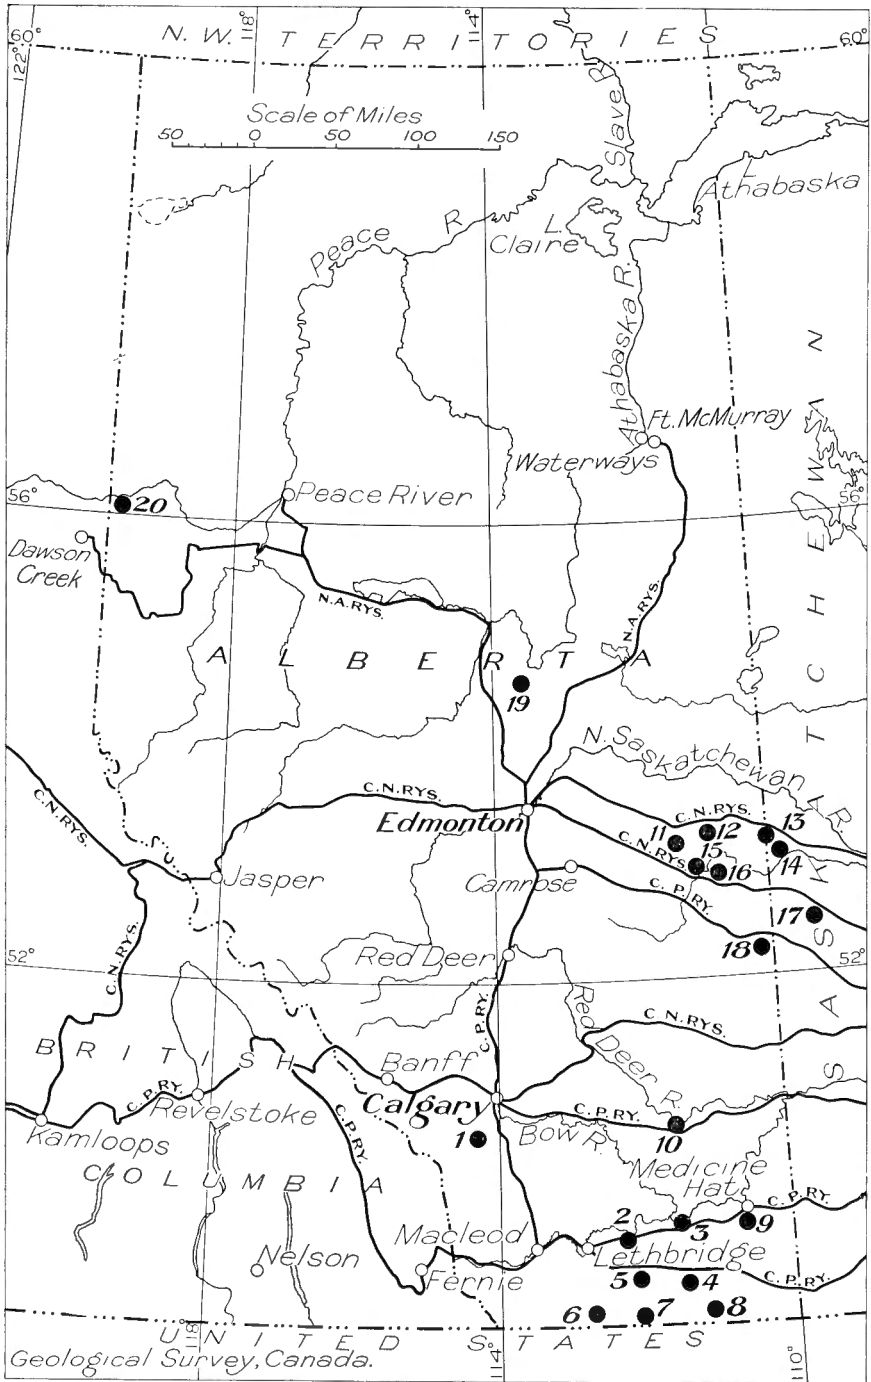 118°
114°
60°
N.W. TERRITORIES
60°
122°
Scale of Miles
50 0 50 100 150
Slave R.
Athabaska
Peace R.
L. Claire
Athabaska R.
Ft. McMurray
Waterways
SASKATCHEWAN
56°
20
Peace River
56°
Dawson Creek
N.A.RYS.
N.A.RYS.
ALBERTA
19
N. Saskatchewan R.
C.N.RYS.
C.N.RYS.
Edmonton
C.N.RYS.
11
12
13
C.N.RYS.
15
14
16
Jasper
Camrose
C.P.RY.
17
18
52°
C.N.RYS.
Red Deer
52°
C.P.RY.
Red Deer R.
C.N.RYS.
BRITISH
Banff
C.P.RY.
Revelstoke
Calgary
C.P.RY.
Kamloops
C.P.RY.
1
Bow R.
10
COLUMBIA
Medicine Hat
C.P.RY.
Macleod
2
3
9
Nelson
Fernie
Lethbridge
5
4
C.P.RY.
6
7
8
118°
UNITED STATES
114°
110°
Geological Survey, Canada.